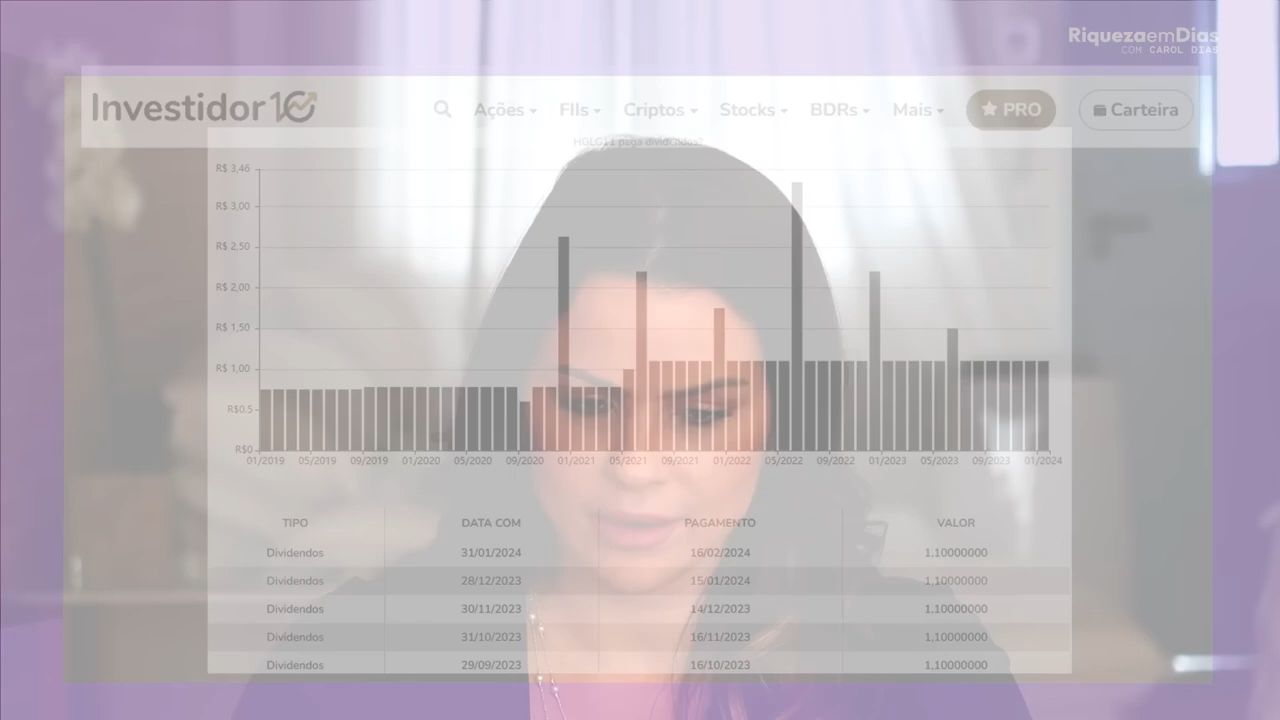 RiquezaemDias
COM CAROL DIAS
Investidor10
Ações FIIs Criptos Stocks BDRs Mais PRO Carteira
HGLG11 paga dividendos?
R$ 3,46
R$ 3,00
R$ 2,50
R$ 2,00
R$ 1,50
R$ 1,00
R$0.5
R$0
01/2019 05/2019 09/2019 01/2020 05/2020 09/2020 01/2021 05/2021 09/2021 01/2022 05/2022 09/2022 01/2023 05/2023 09/2023 01/2024
TIPO DATA COM PAGAMENTO VALOR
Dividendos 31/01/2024 16/02/2024 1,10000000
Dividendos 28/12/2023 15/01/2024 1,10000000
Dividendos 30/11/2023 14/12/2023 1,10000000
Dividendos 31/10/2023 16/11/2023 1,10000000
Dividendos 29/09/2023 16/10/2023 1,10000000